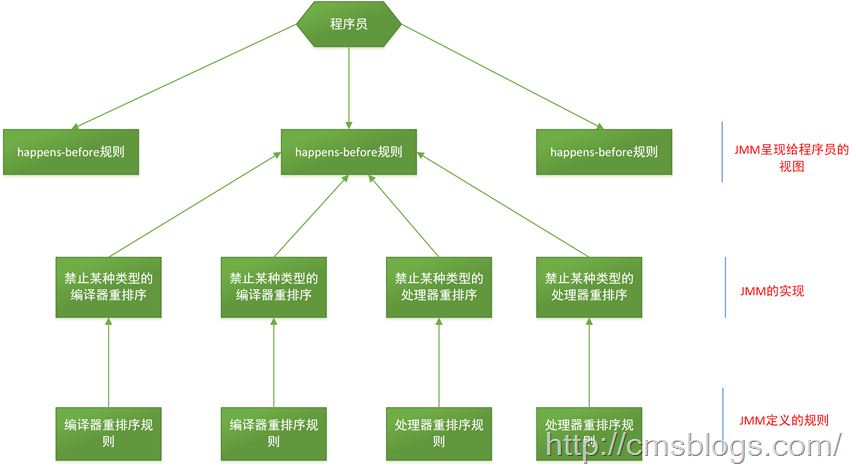 程序员
happens-before规则
happens-before规则
happens-before规则
JMM呈现给程序员的
视图
禁止某种类型的
编译器重排序
禁止某种类型的
编译器重排序
禁止某种类型的
处理器重排序
禁止某种类型的
处理器重排序
JMM的实现
编译器重排序规
则
编译器重排序规
则
处理器重排序规
则
处理器重排序规
则
JMM定义的规则
http://cmsblogs.com/